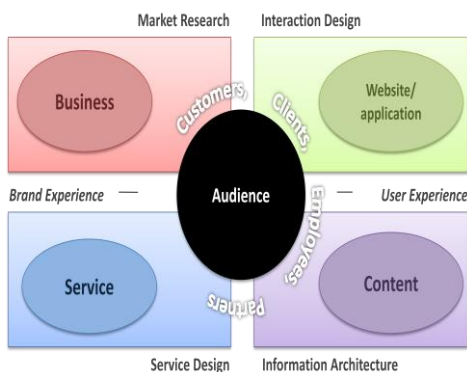 Market Research
Interaction Design
Business
Website/
application
Customers,
Clients,
Brand Experience
Audience
User Experience
Employees,
Service
Content
Partners
Service Design
Information Architecture